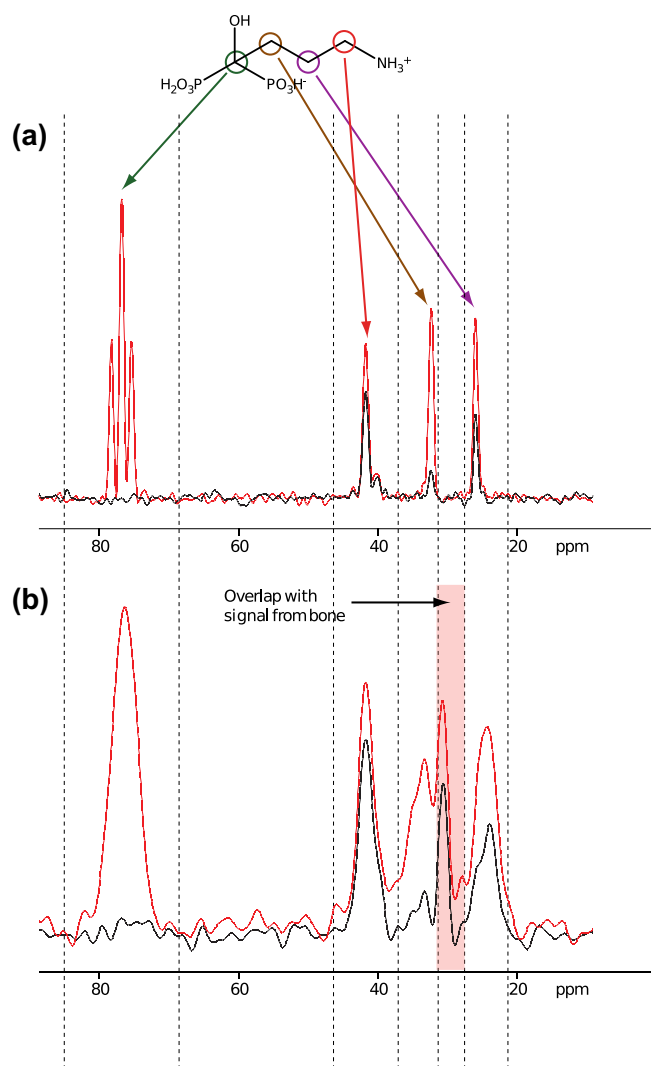 OH
H₂O₃P
PO₃H⁻
NH₃⁺
(a)
80 60 40 20 ppm
(b)
Overlap with
signal from bone
80 60 40 20 ppm